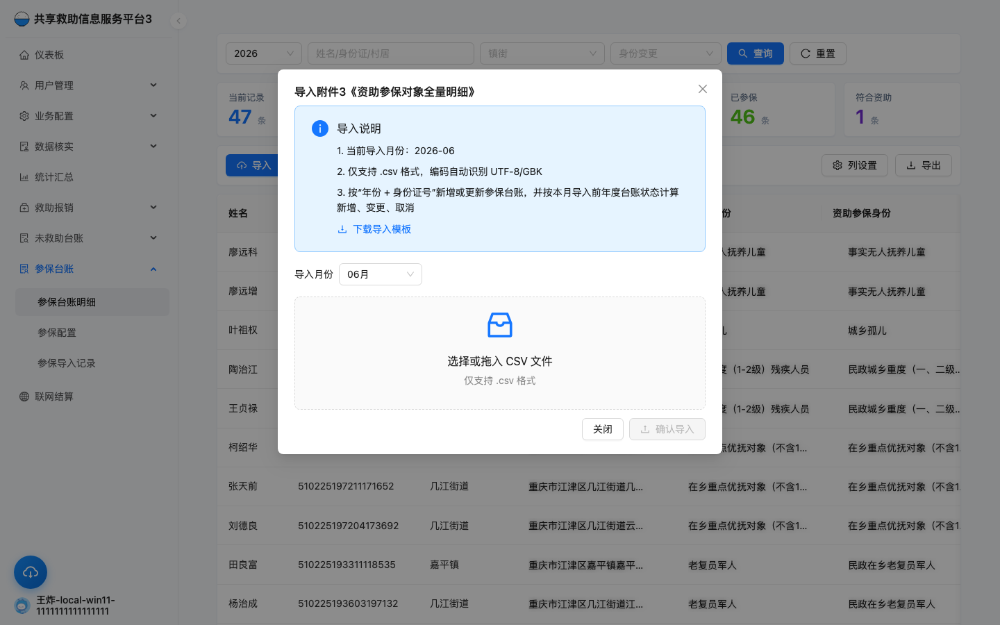 共享救助信息服务平台3
仪表板
用户管理
业务配置
数据核实
统计汇总
救助报销
未救助台账
参保台账
参保台账明细
参保配置
参保导入记录
联网结算
王炸-local-win11-
1111111111111111
2026
姓名/身份证/村居
镇街
身份变更
查询
重置
当前记录
47 条
已参保
46 条
符合资助
1 条
导入
列设置
导出
导入附件3《资助参保对象全量明细》
导入说明
1. 当前导入月份：2026-06
2. 仅支持 .csv 格式，编码自动识别 UTF-8/GBK
3. 按“年份 + 身份证号”新增或更新参保台账，并按本月导入前年度台账状态计算
新增、变更、取消
下载导入模板
导入月份 06月
选择或拖入 CSV 文件
仅支持 .csv 格式
关闭
确认导入
姓名 份 资助参保身份
廖远科 人抚养儿童 事实无人抚养儿童
廖远增 人抚养儿童 事实无人抚养儿童
叶祖权 儿 城乡孤儿
陶治江 度（1-2级）残疾人员 民政城乡重度（一、二级...
王贞禄 度（1-2级）残疾人员 民政城乡重度（一、二级...
柯绍华 点优抚对象（不含1... 在乡重点优抚对象（不含1
张天前 510225197211171652 几江街道 重庆市江津区几江街道几... 在乡重点优抚对象（不含1... 在乡重点优抚对象（不含1
刘德良 510225197204173692 几江街道 重庆市江津区几江街道云... 在乡重点优抚对象（不含1... 在乡重点优抚对象（不含1
田良富 510225193311118535 嘉平镇 重庆市江津区嘉平镇嘉平... 老复员军人 民政在乡老复员军人
杨治成 510225193603197132 几江街道 重庆市江津区几江街道江... 老复员军人 民政在乡老复员军人